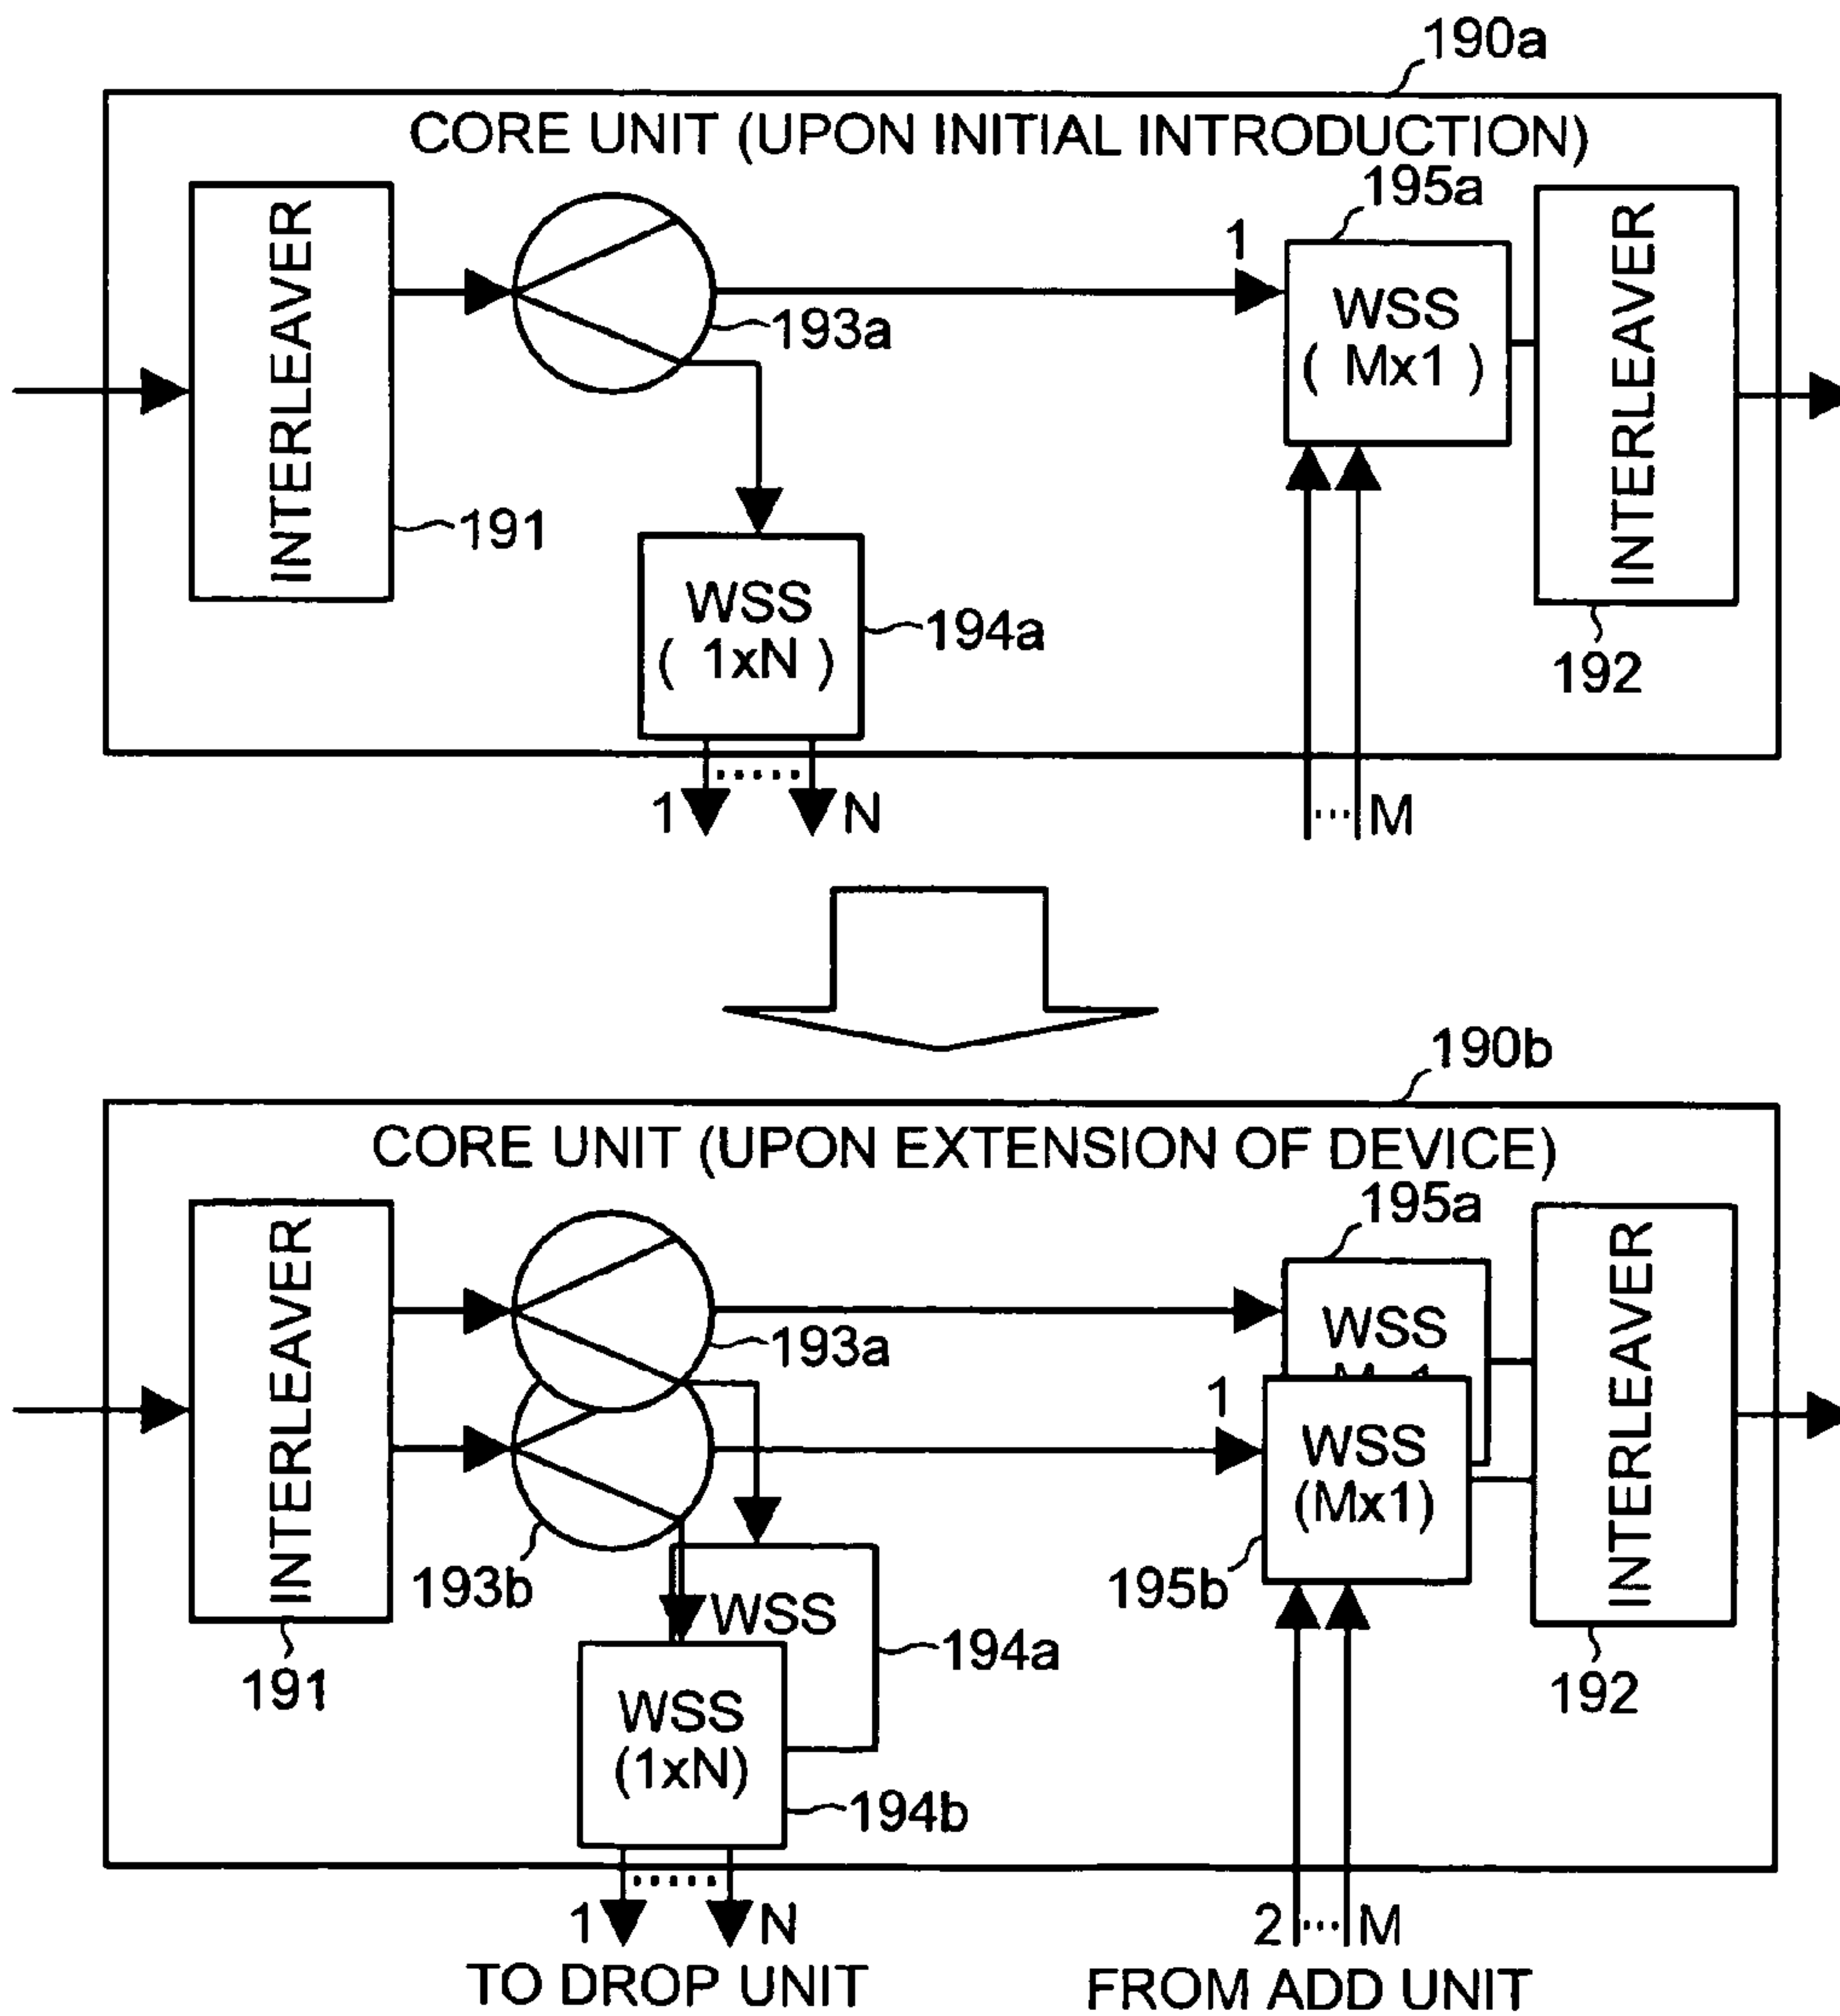 190a
CORE UNIT (UPON INITIAL INTRODUCTION)
195a
INTERLEAVER
1
WSS
( Mx1 )
INTERLEAVER
193a
191
WSS
( 1xN )
194a
192
1 ..... N
... M
190b
CORE UNIT (UPON EXTENSION OF DEVICE)
195a
INTERLEAVER
WSS
INTERLEAVER
193a
1
WSS
(Mx1)
193b
195b
WSS
194a
191
192
WSS
(1xN)
194b
1 ..... N
2 ... M
TO DROP UNIT
FROM ADD UNIT